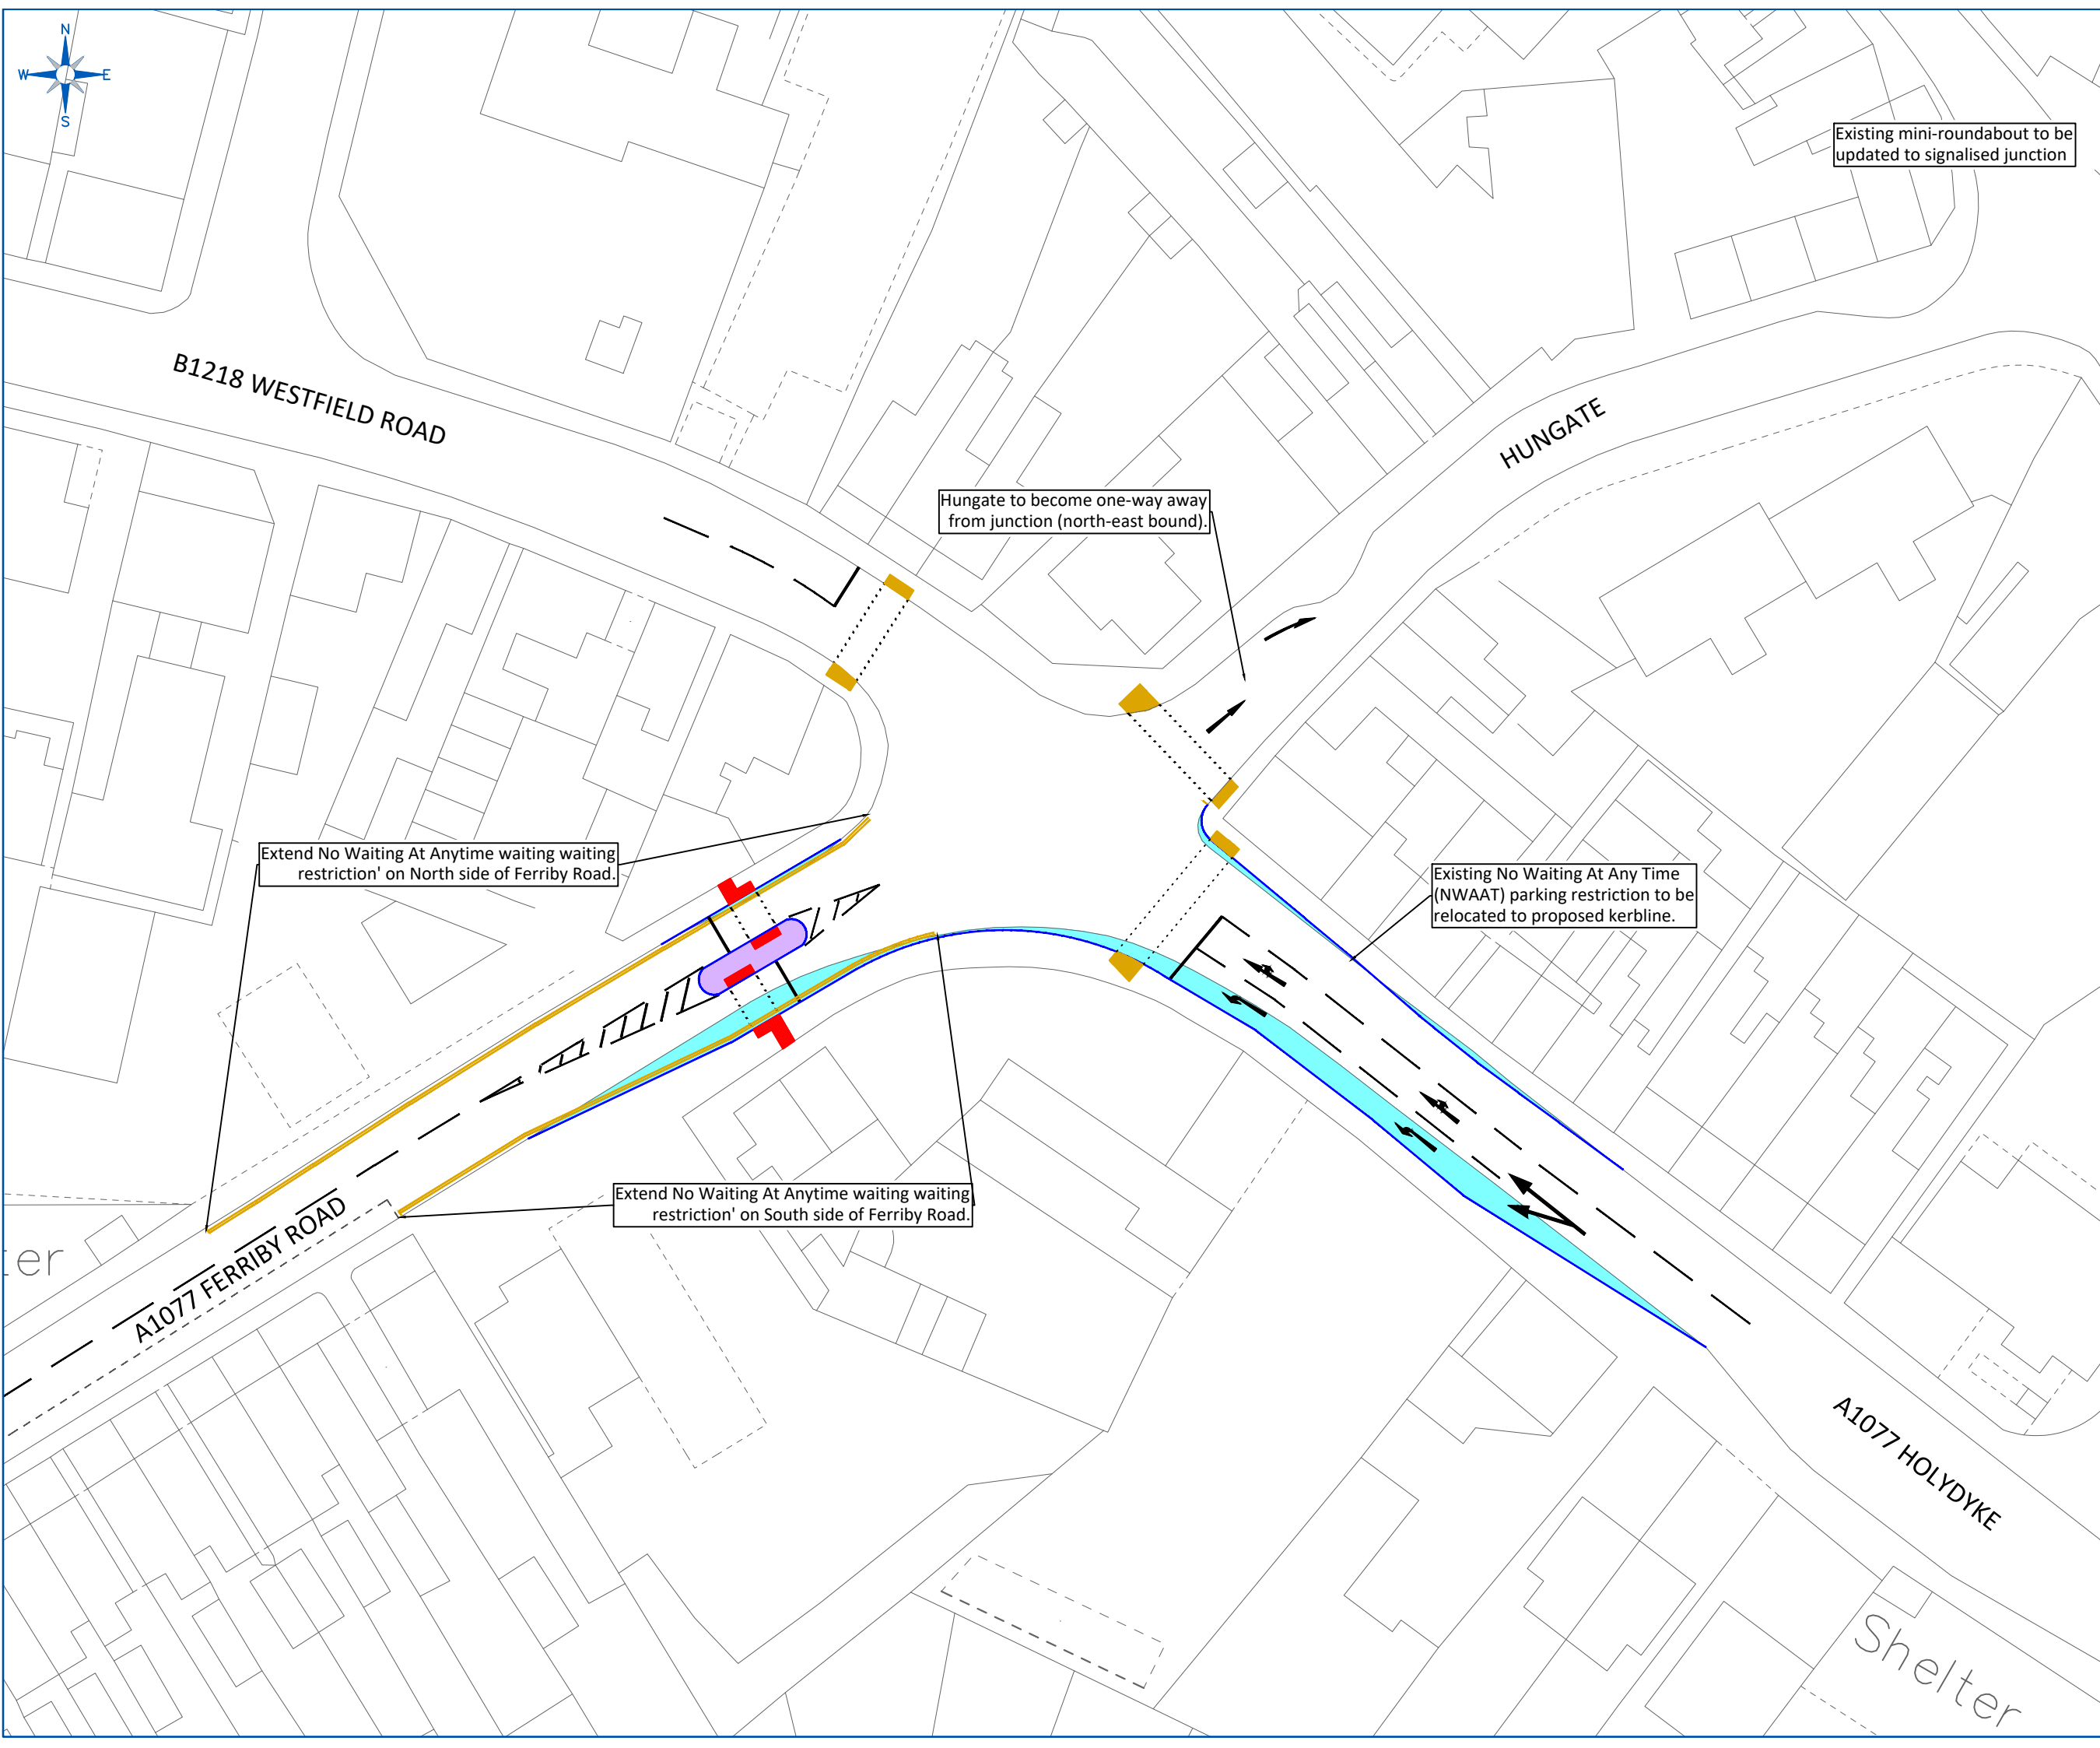 N
W E
S
Existing mini-roundabout to be
updated to signalised junction
B1218 WESTFIELD ROAD
HUNGATE
Hungate to become one-way away
from junction (north-east bound).
Extend No Waiting At Anytime waiting waiting
restriction' on North side of Ferriby Road.
Existing No Waiting At Any Time
(NWAAT) parking restriction to be
relocated to proposed kerbline.
Extend No Waiting At Anytime waiting waiting
restriction' on South side of Ferriby Road.
er
A1077 FERRIBY ROAD
A1077 HOLYDYKE
Shelter